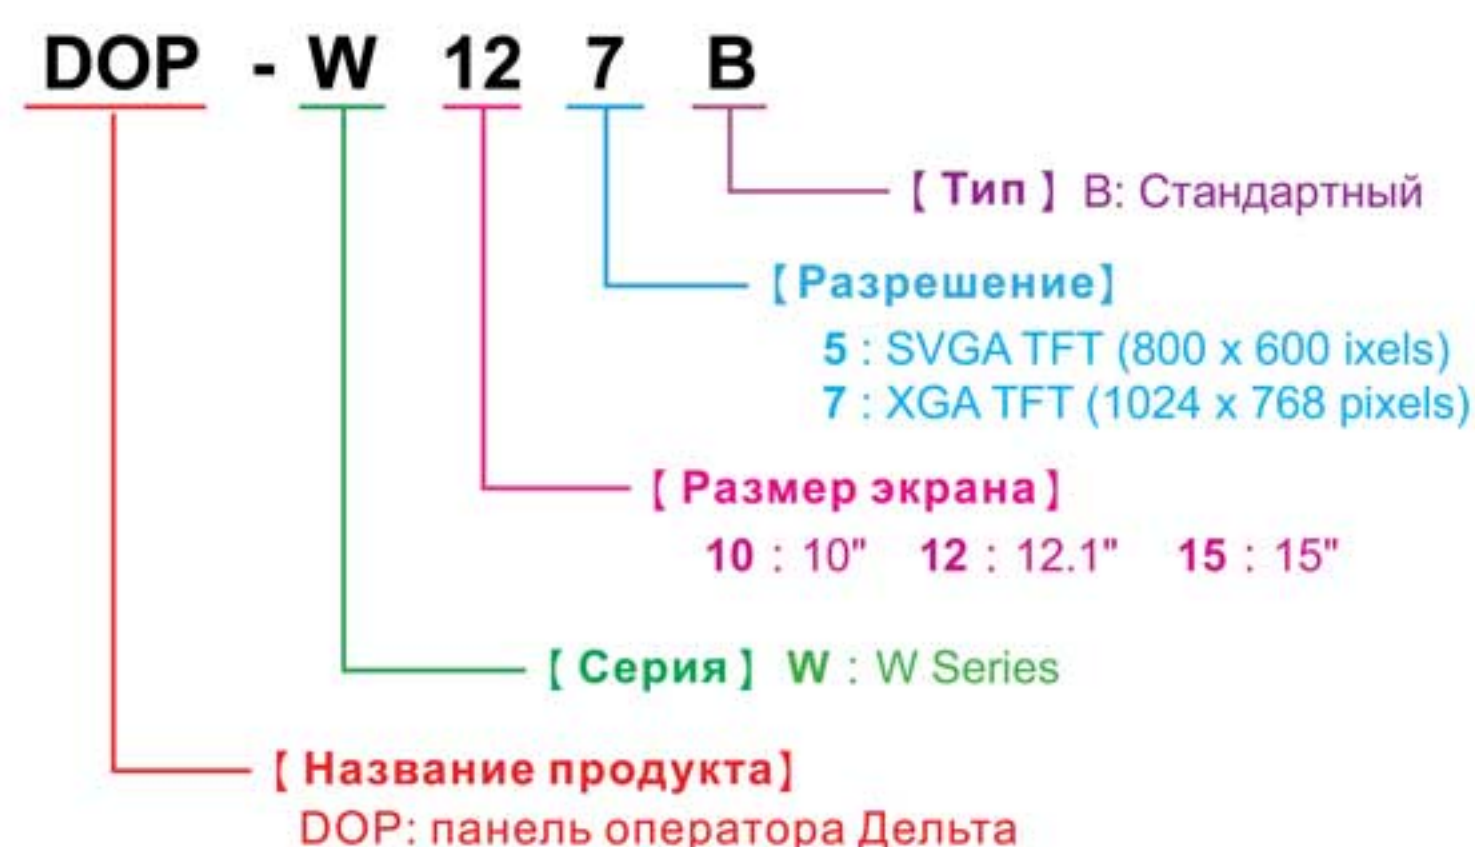 DOP - W 12 7 B
【 Тип 】 B: Стандартный
【Разрешение】
5 : SVGA TFT (800 x 600 ixels)
7 : XGA TFT (1024 x 768 pixels)
【 Размер экрана】
10 : 10" 12 : 12.1" 15 : 15"
【 Серия】 W : W Series
【 Название продукта】
DOP: панель оператора Дельта